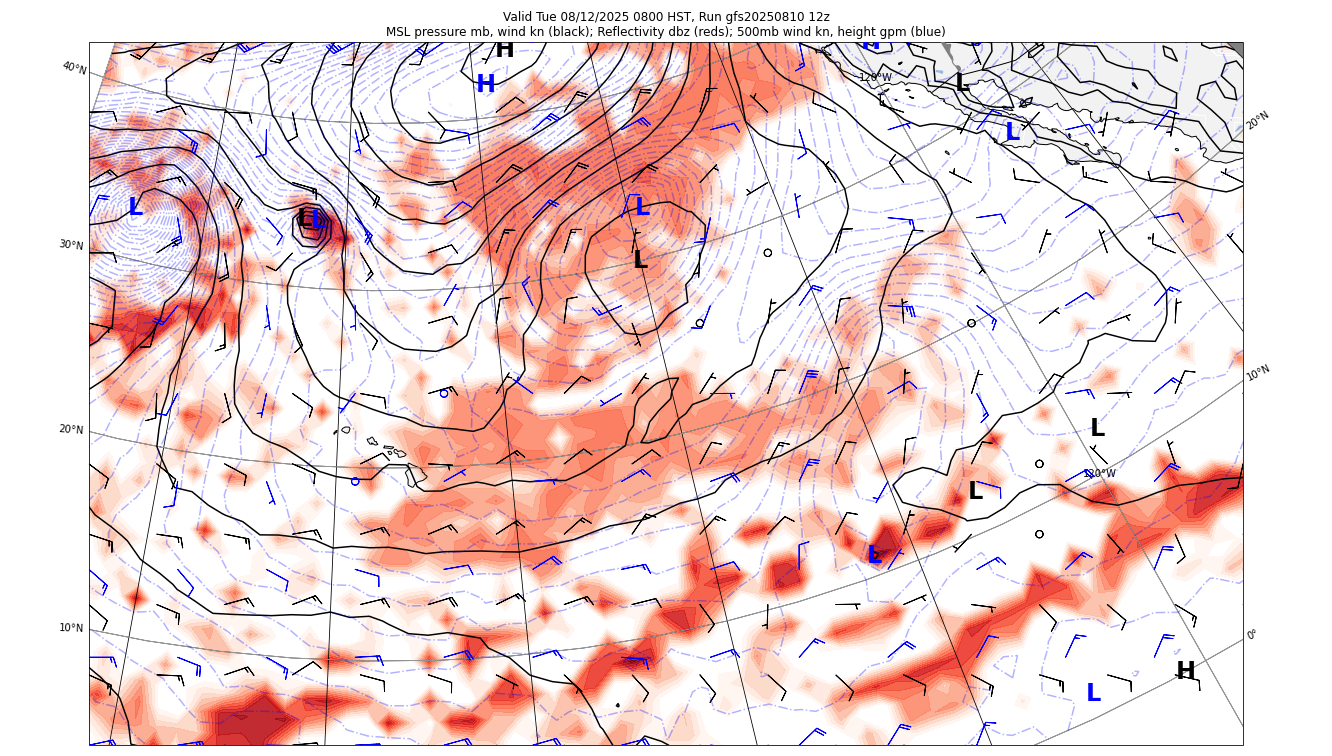 Valid Tue 08/12/2025 0800 HST, Run gfs20250810 12z
MSL pressure mb, wind kn (black); Reflectivity dbz (reds); 500mb wind kn, height gpm (blue)
H
H
40°N
H
120°W
L
20°N
L
L
L
L
L
30°N
L
10°N
L
20°N
120°W
L
L
10°N
0°
H
L